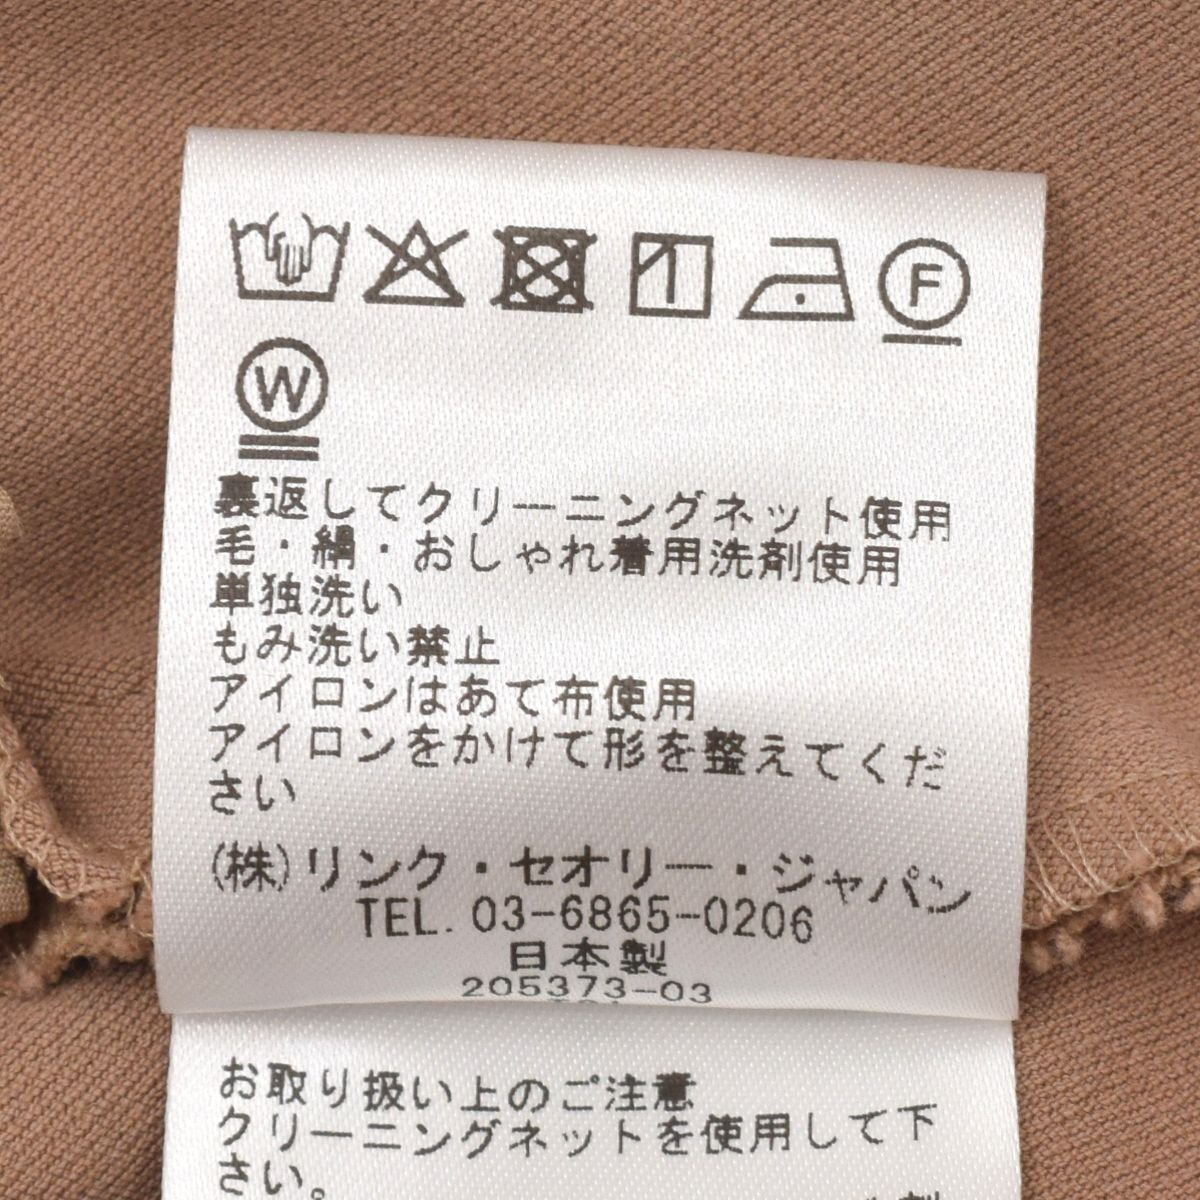 F
W
裏返してクリーニングネット使用
毛・絹・おしゃれ着用洗剤使用
単独洗い
もみ洗い禁止
アイロンはあて布使用
アイロンをかけて形を整えてくだ
さい
(株)リンク・セオリー・ジャパン
TEL. 03-6865-0206
日本製
205373-03
お取り扱い上のご注意
クリーニングネットを使用して下
さい。